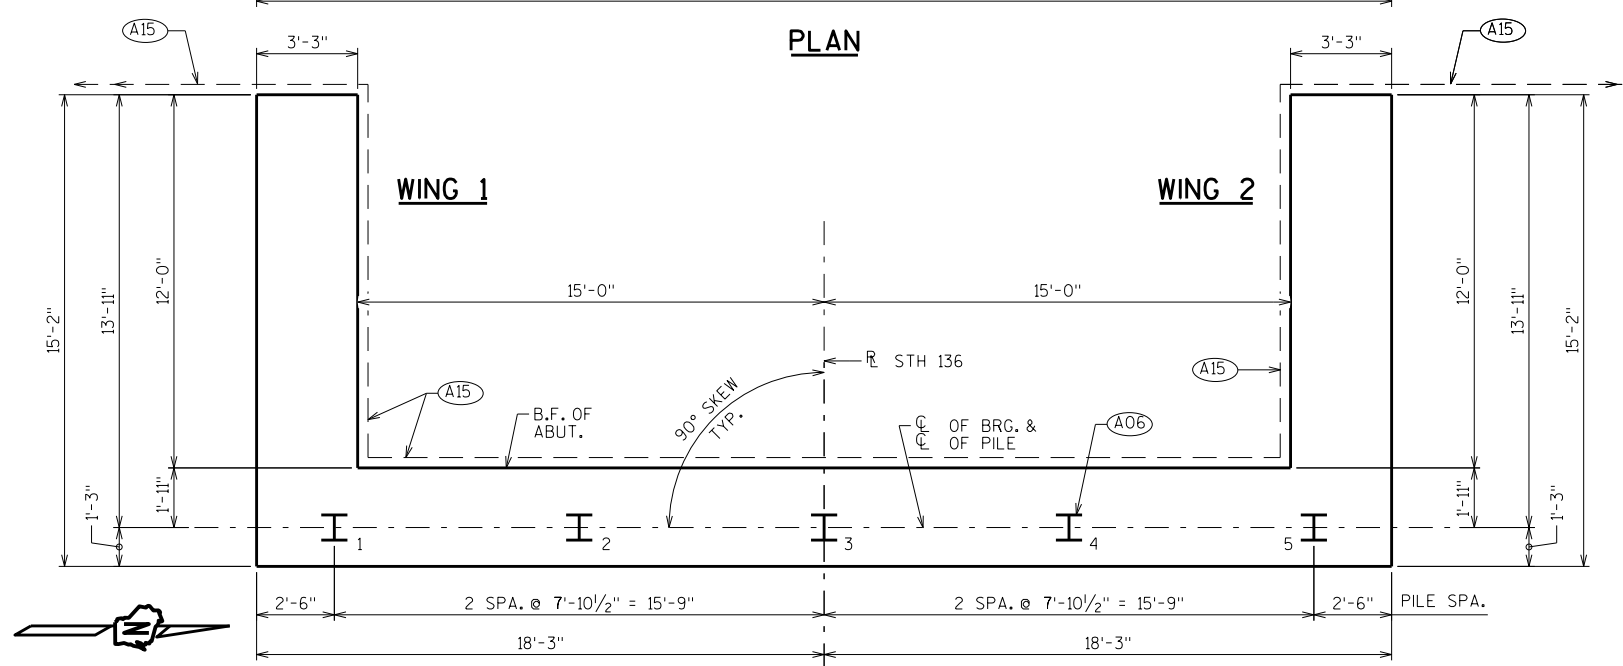 PLAN
A15
A15
3'-3"
3'-3"
WING 1
WING 2
15'-2"
13'-11"
12'-0"
12'-0"
13'-11"
15'-2"
15'-0"
15'-0"
℞ STH 136
A15
A15
90° SKEW
TYP.
B.F. OF
ABUT.
℄ OF BRG. &
℄ OF PILE
A06
1'-3"
1'-11"
1'-11"
1'-3"
1
2
3
4
5
2'-6"
2 SPA. @ 7'-10½" = 15'-9"
2 SPA. @ 7'-10½" = 15'-9"
2'-6"
PILE SPA.
N
18'-3"
18'-3"